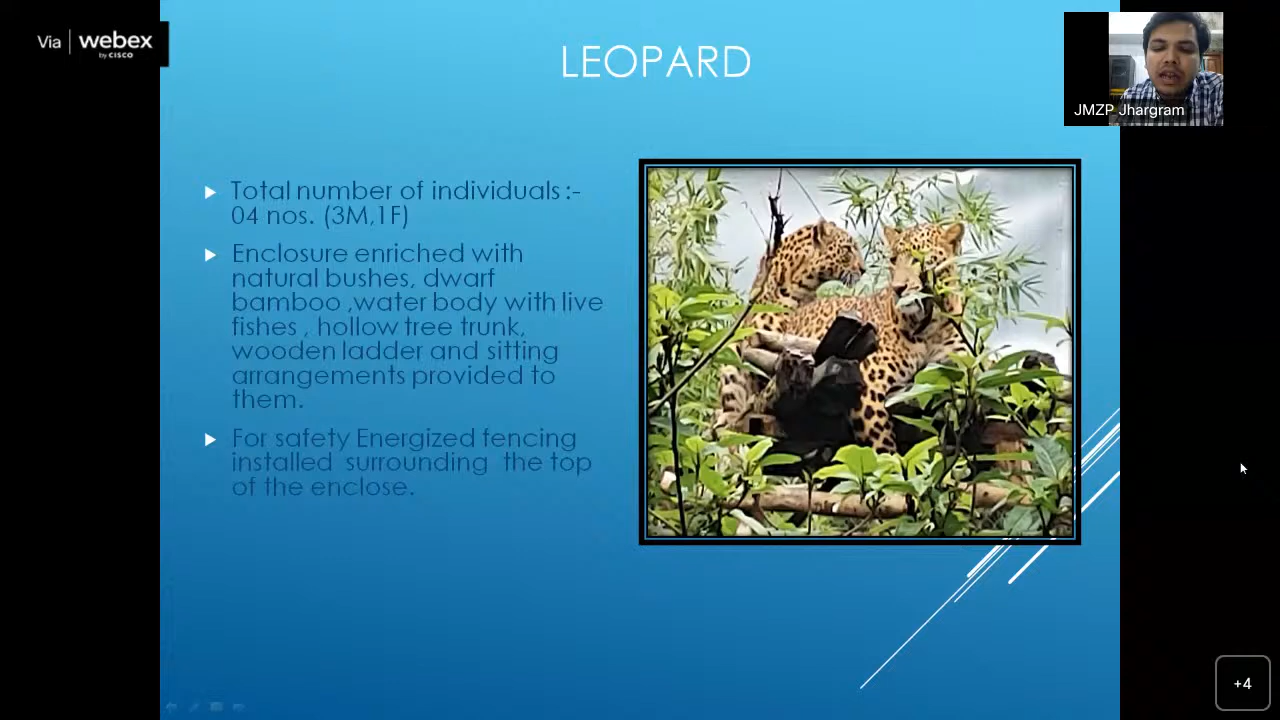 Via webex
by CISCO
LEOPARD
JMZP Jhargram
Total number of individuals :-
04 nos. (3M,1F)
Enclosure enriched with
natural bushes, dwarf
bamboo ,water body with live
fishes , hollow tree trunk,
wooden ladder and sitting
arrangements provided to
them.
For safety Energized fencing
installed surrounding the top
of the enclose.
+4